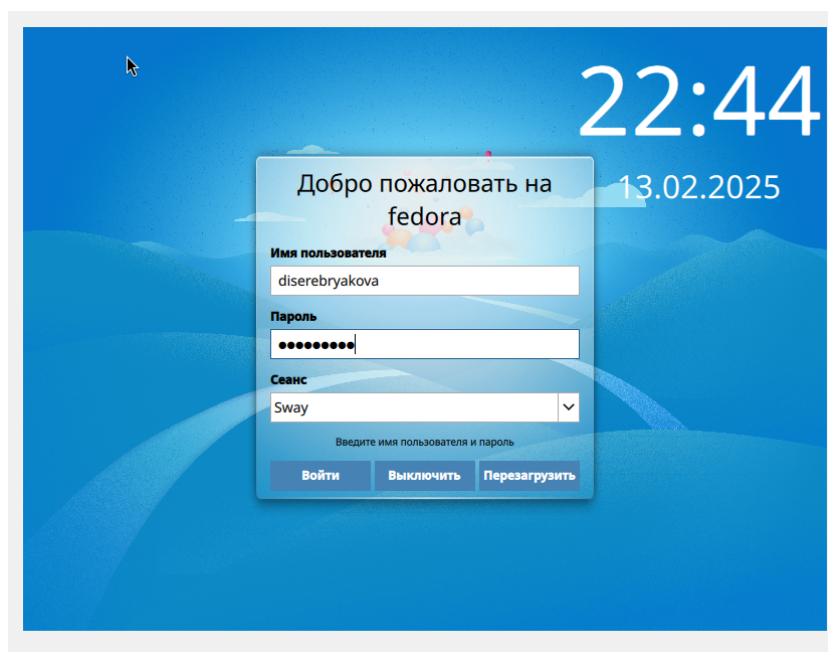 22:44
13.02.2025
Добро пожаловать на
fedora
Имя пользователя
diserebryakova
Пароль
●●●●●●●●●
Сеанс
Sway
Введите имя пользователя и пароль
Войти Выключить Перезагрузить